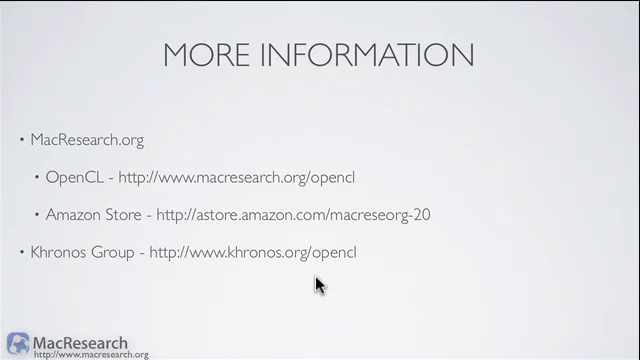 MORE INFORMATION
• MacResearch.org
• OpenCL - http://www.macresearch.org/opencl
• Amazon Store - http://astore.amazon.com/macreseorg-20
• Khronos Group - http://www.khronos.org/opencl
MacResearch
http://www.macresearch.org